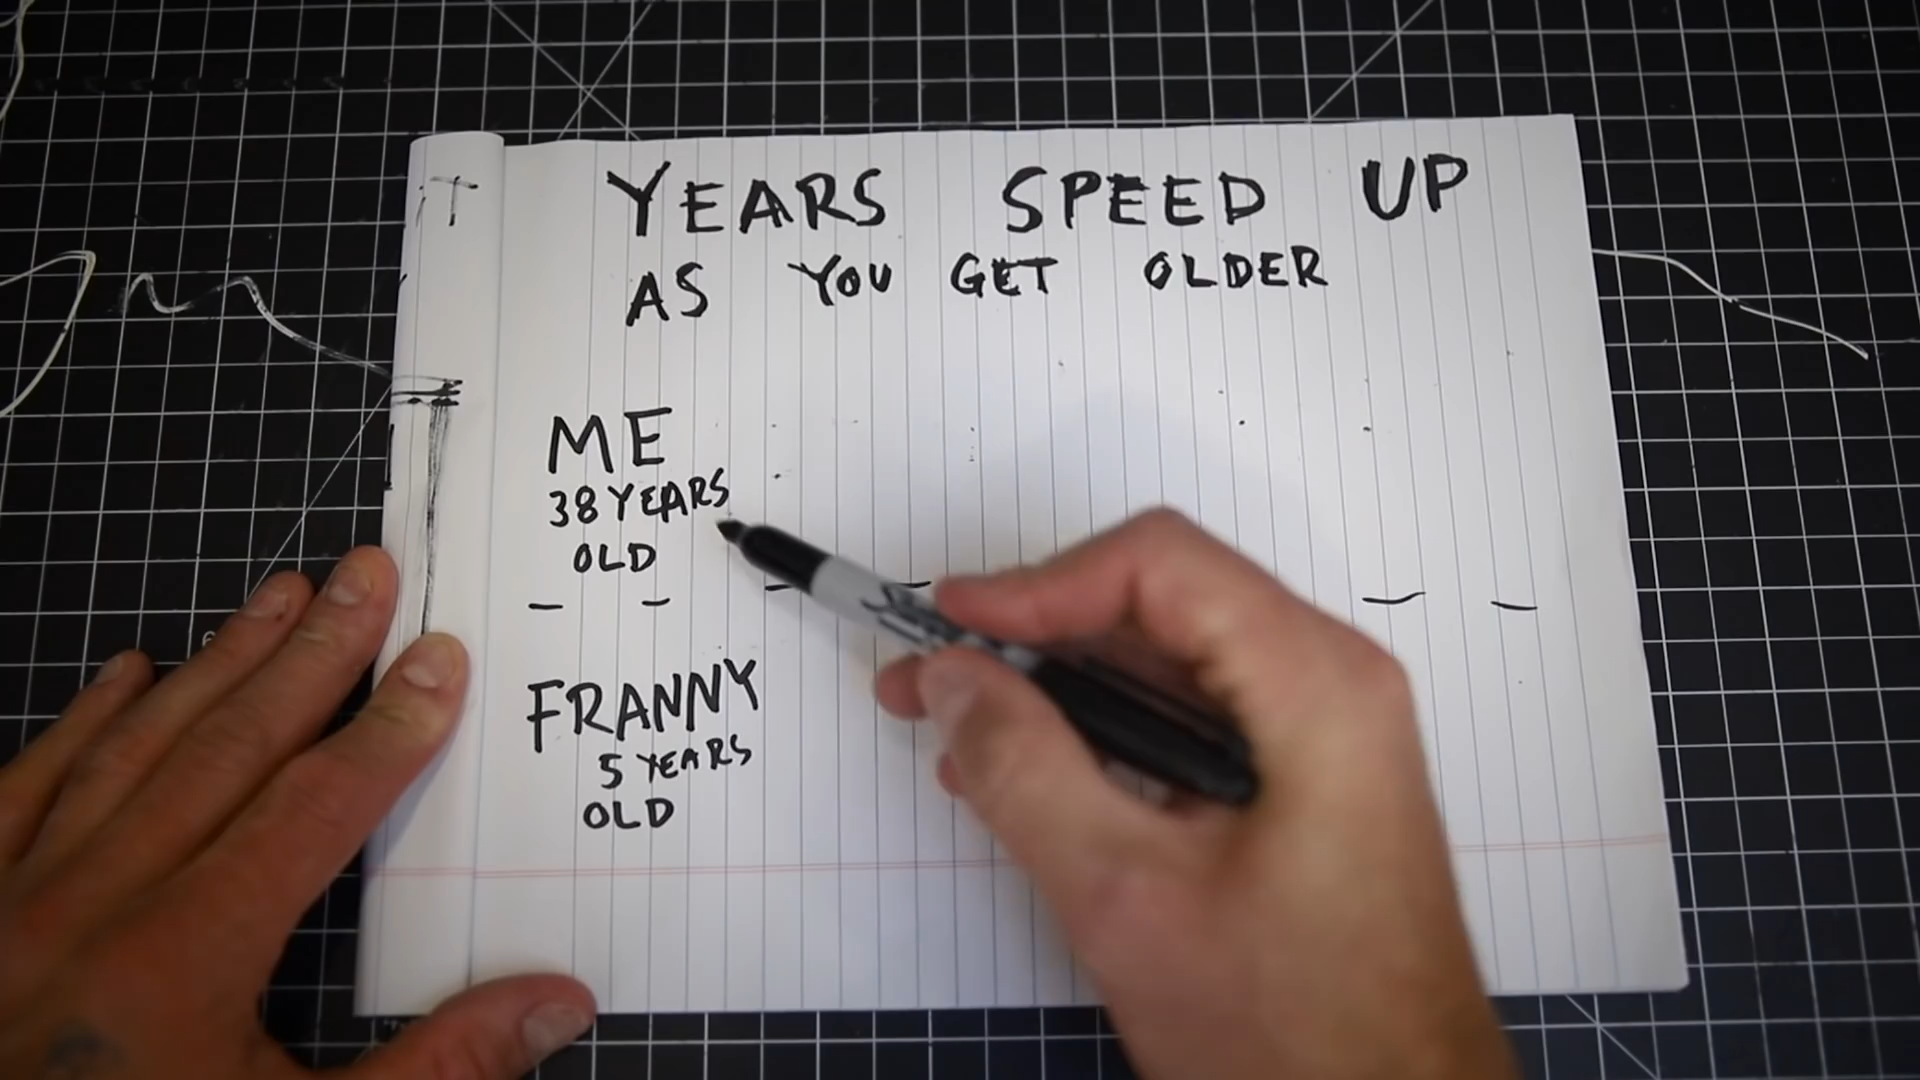 YEARS SPEED UP
AS YOU GET OLDER
ME
38 YEARS
OLD
FRANNY
5 YEARS
OLD